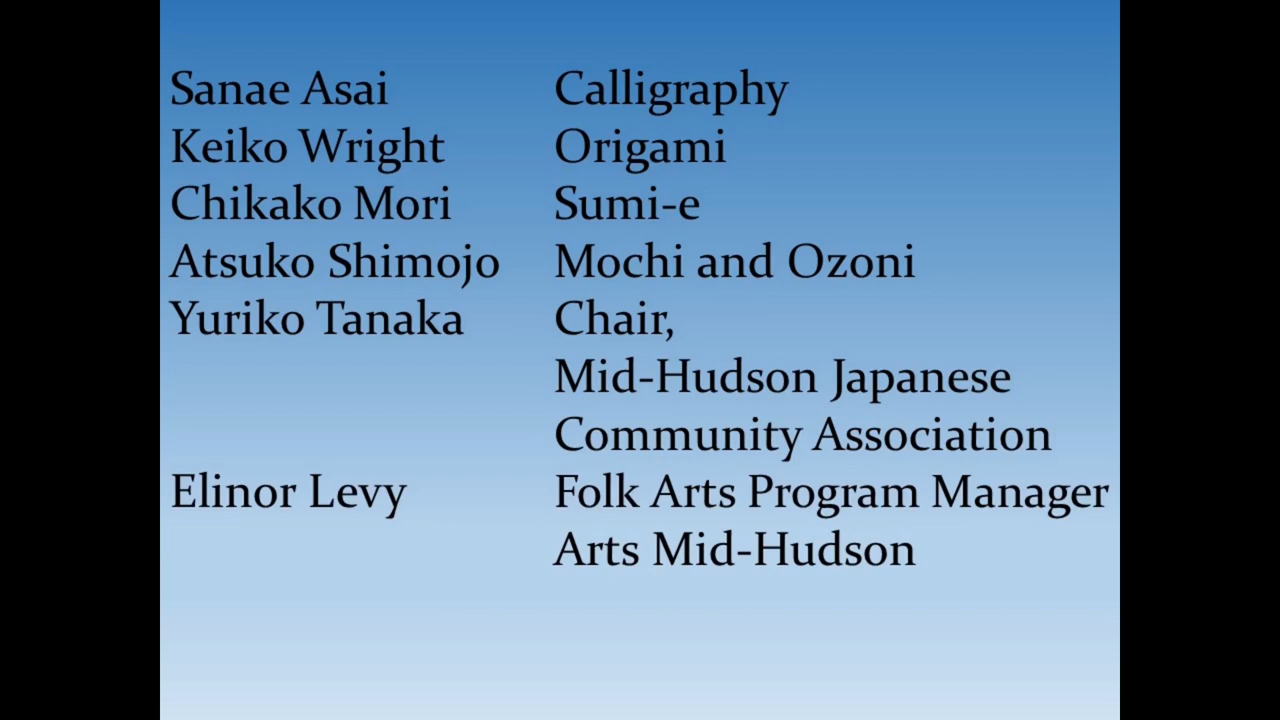 Sanae Asai Calligraphy
Keiko Wright Origami
Chikako Mori Sumi-e
Atsuko Shimojo Mochi and Ozoni
Yuriko Tanaka Chair,
Mid-Hudson Japanese
Community Association
Elinor Levy Folk Arts Program Manager
Arts Mid-Hudson